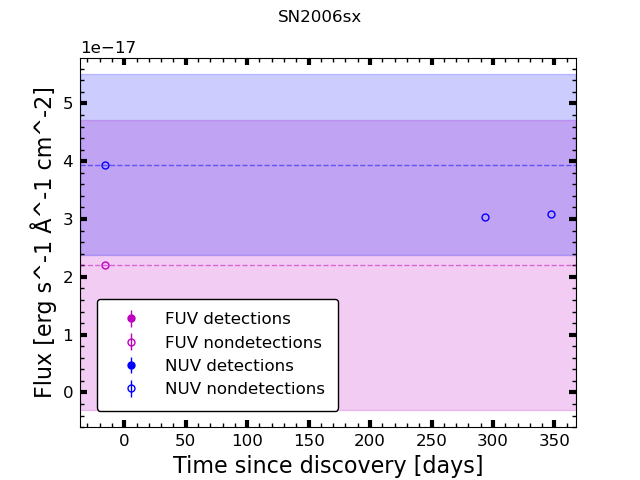 SN2006sx
1e−17
5
4
3
2
1
0
Flux [erg s^-1 Å^-1 cm^-2]
FUV detections
FUV nondetections
NUV detections
NUV nondetections
0 50 100 150 200 250 300 350
Time since discovery [days]